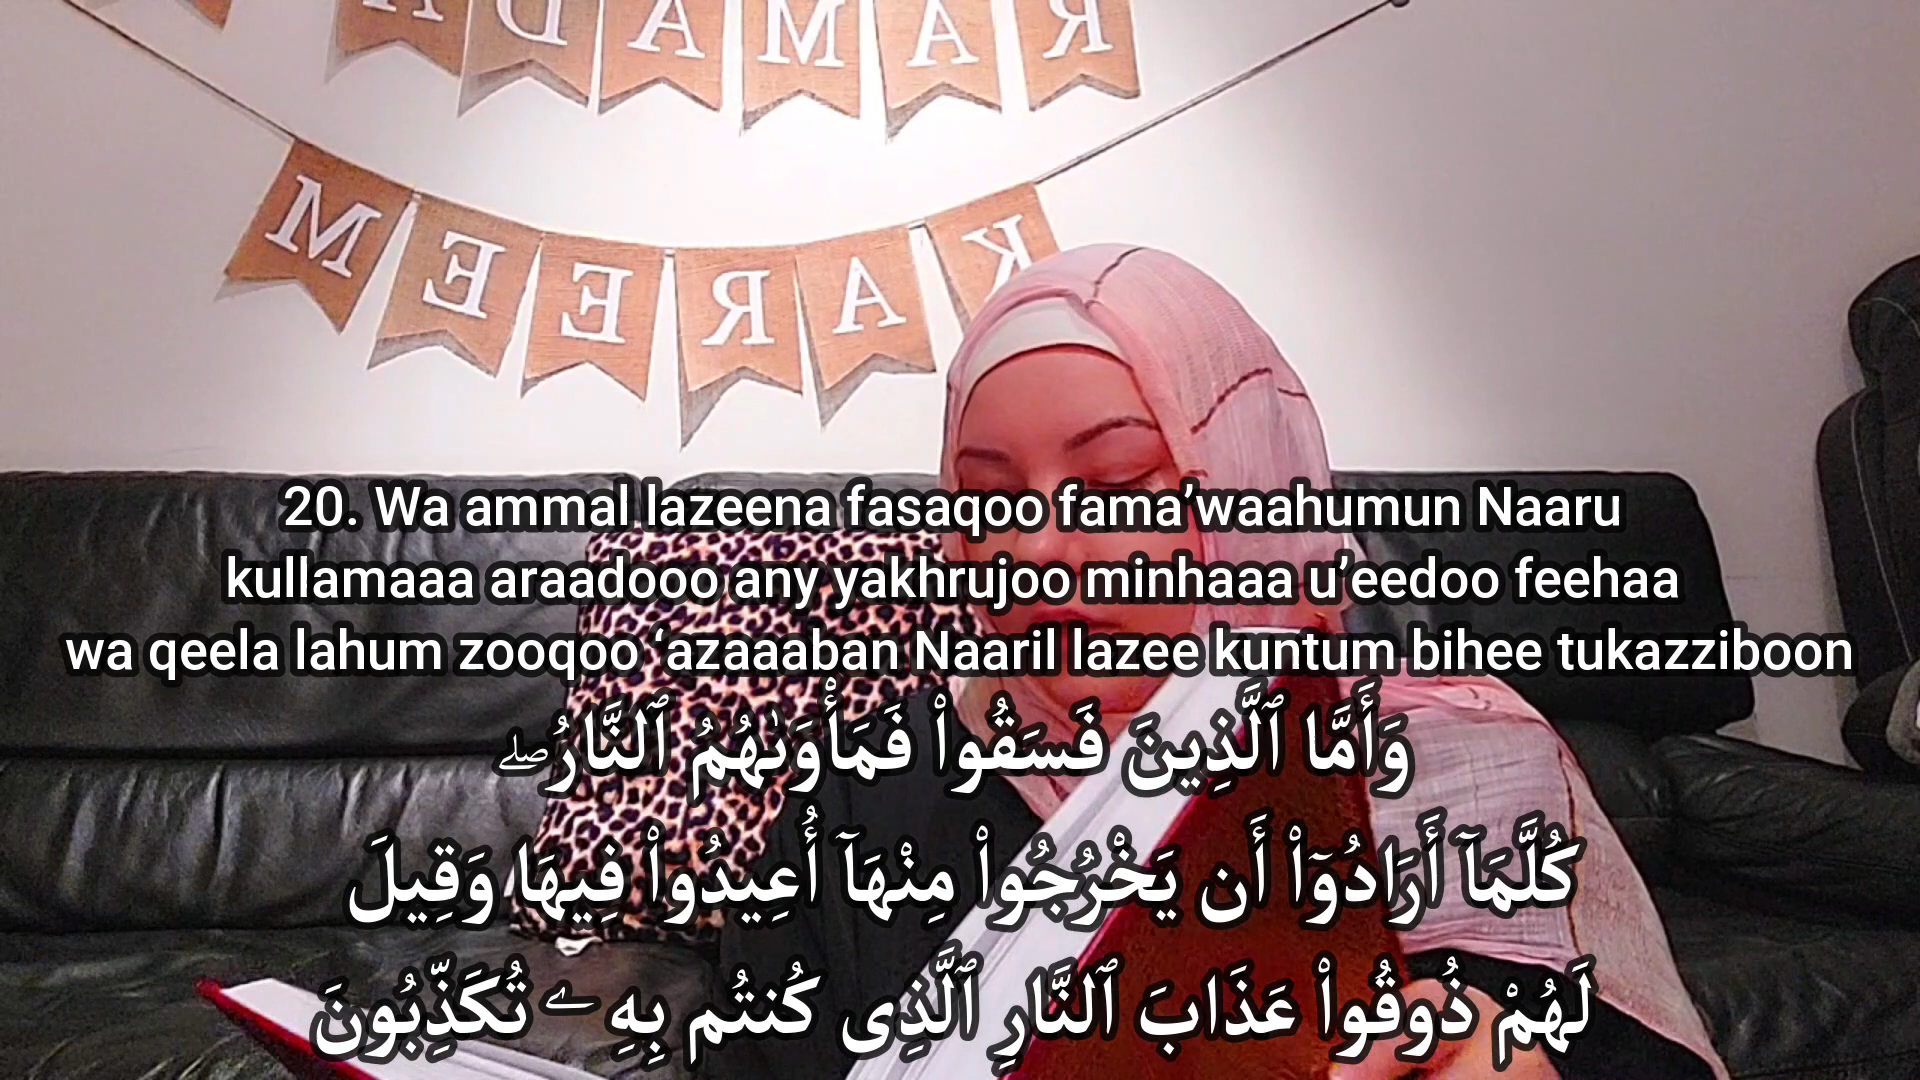 RAMADA
KAREEM
20. Wa ammal lazeena fasaqoo fama’waahumun Naaru
kullamaaa araadooo any yakhrujoo minhaaa u’eedoo feehaa
wa qeela lahum zooqoo ‘azaaaban Naaril lazee kuntum bihee tukazziboon
وَأَمَّا ٱلَّذِينَ فَسَقُوا۟ فَمَأْوَىٰهُمُ ٱلنَّارُ ۖ
كُلَّمَآ أَرَادُوٓا۟ أَن يَخْرُجُوا۟ مِنْهَآ أُعِيدُوا۟ فِيهَا وَقِيلَ
لَهُمْ ذُوقُوا۟ عَذَابَ ٱلنَّارِ ٱلَّذِى كُنتُم بِهِۦ تُكَذِّبُونَ